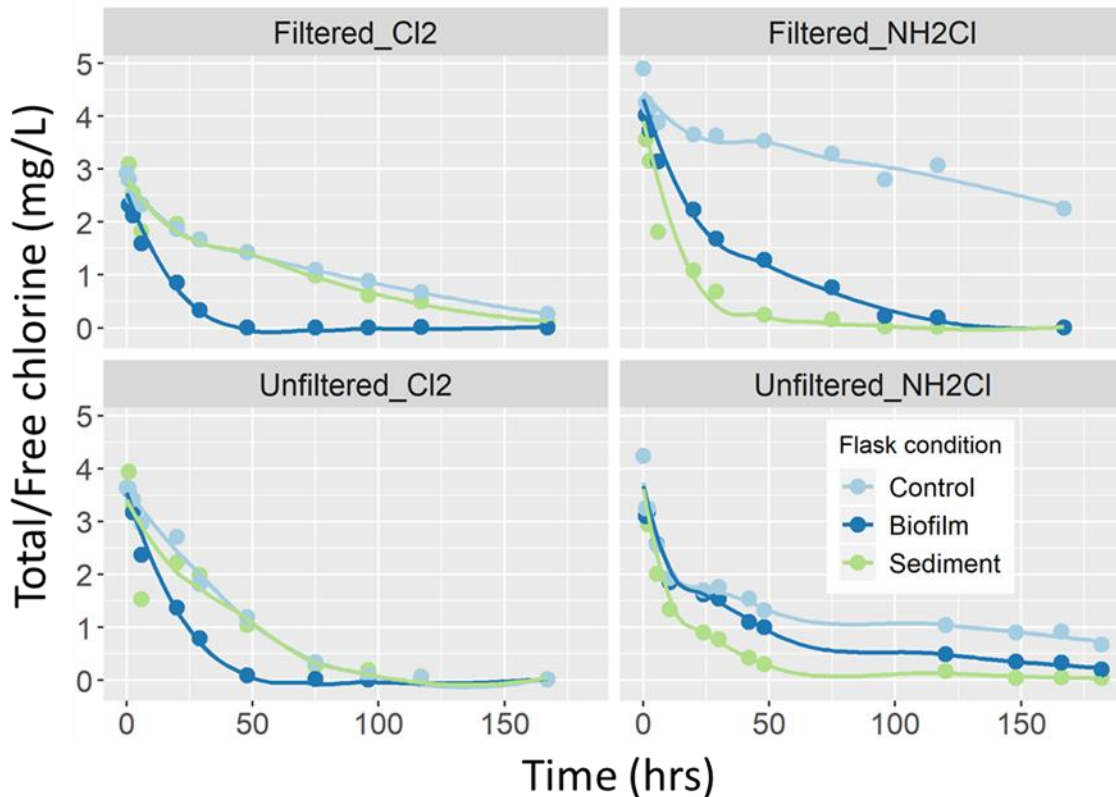 Filtered_Cl2
Filtered_NH2Cl
5
4
3
2
1
0
Unfiltered_Cl2
Unfiltered_NH2Cl
5
4
3
2
1
0
Flask condition
Control
Biofilm
Sediment
0
50
100
150
0
50
100
150
Time (hrs)
Total/Free chlorine (mg/L)